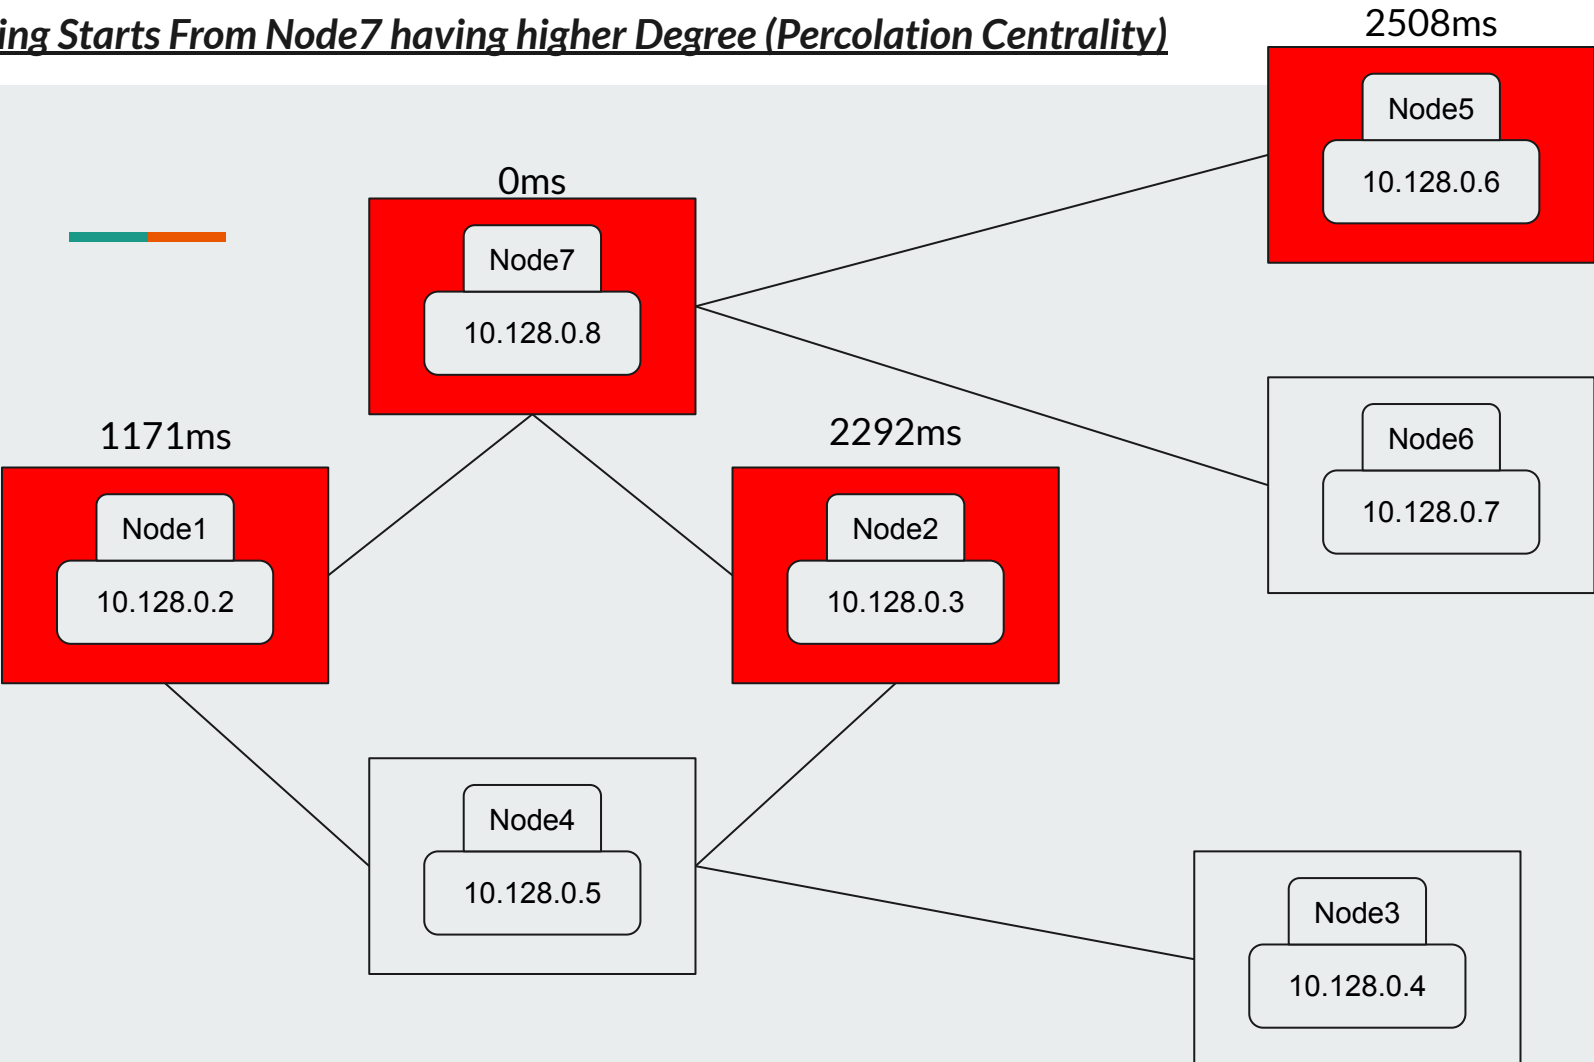 ing Starts From Node7 having higher Degree (Percolation Centrality)
2508ms
Node5
10.128.0.6
0ms
Node7
10.128.0.8
1171ms
Node1
10.128.0.2
2292ms
Node2
10.128.0.3
Node6
10.128.0.7
Node4
10.128.0.5
Node3
10.128.0.4